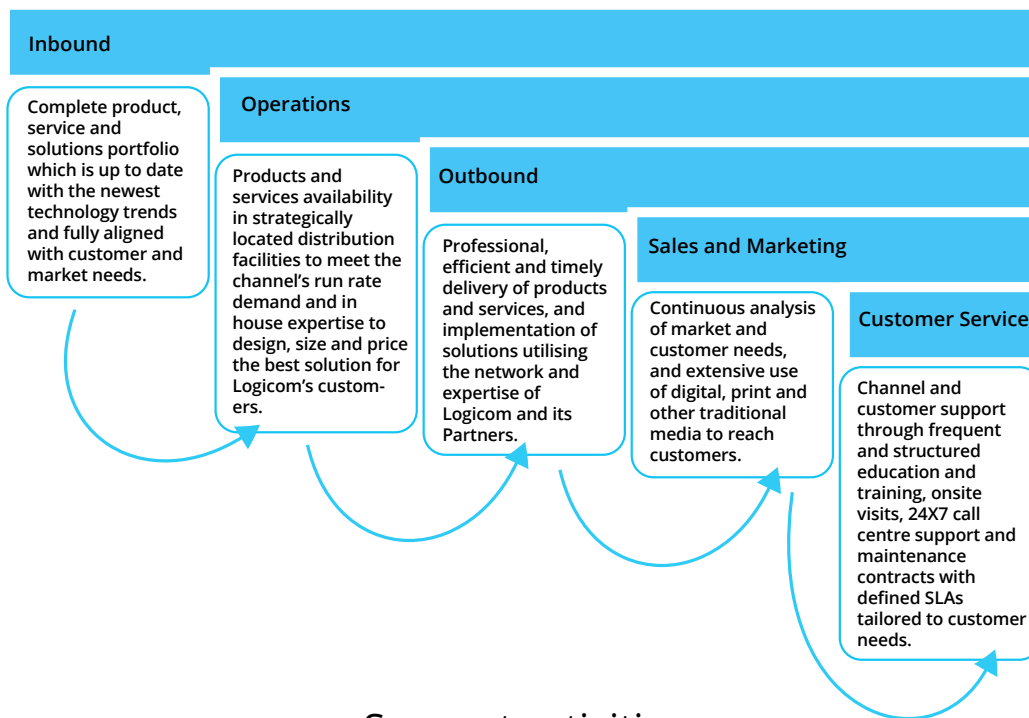 Inbound
Complete product,
service and
solutions portfolio
which is up to date
with the newest
technology trends
and fully aligned
with customer and
market needs.
Operations
Products and
services availability
in strategically
located distribution
facilities to meet the
channel’s run rate
demand and in
house expertise to
design, size and price
the best solution for
Logicom’s custom-
ers.
Outbound
Professional,
efficient and timely
delivery of products
and services, and
implementation of
solutions utilising
the network and
expertise of
Logicom and its
Partners.
Sales and Marketing
Continuous analysis
of market and
customer needs,
and extensive use
of digital, print and
other traditional
media to reach
customers.
Customer Service
Channel and
customer support
through frequent
and structured
education and
training, onsite
visits, 24X7 call
centre support and
maintenance
contracts with
defined SLAs
tailored to customer
needs.